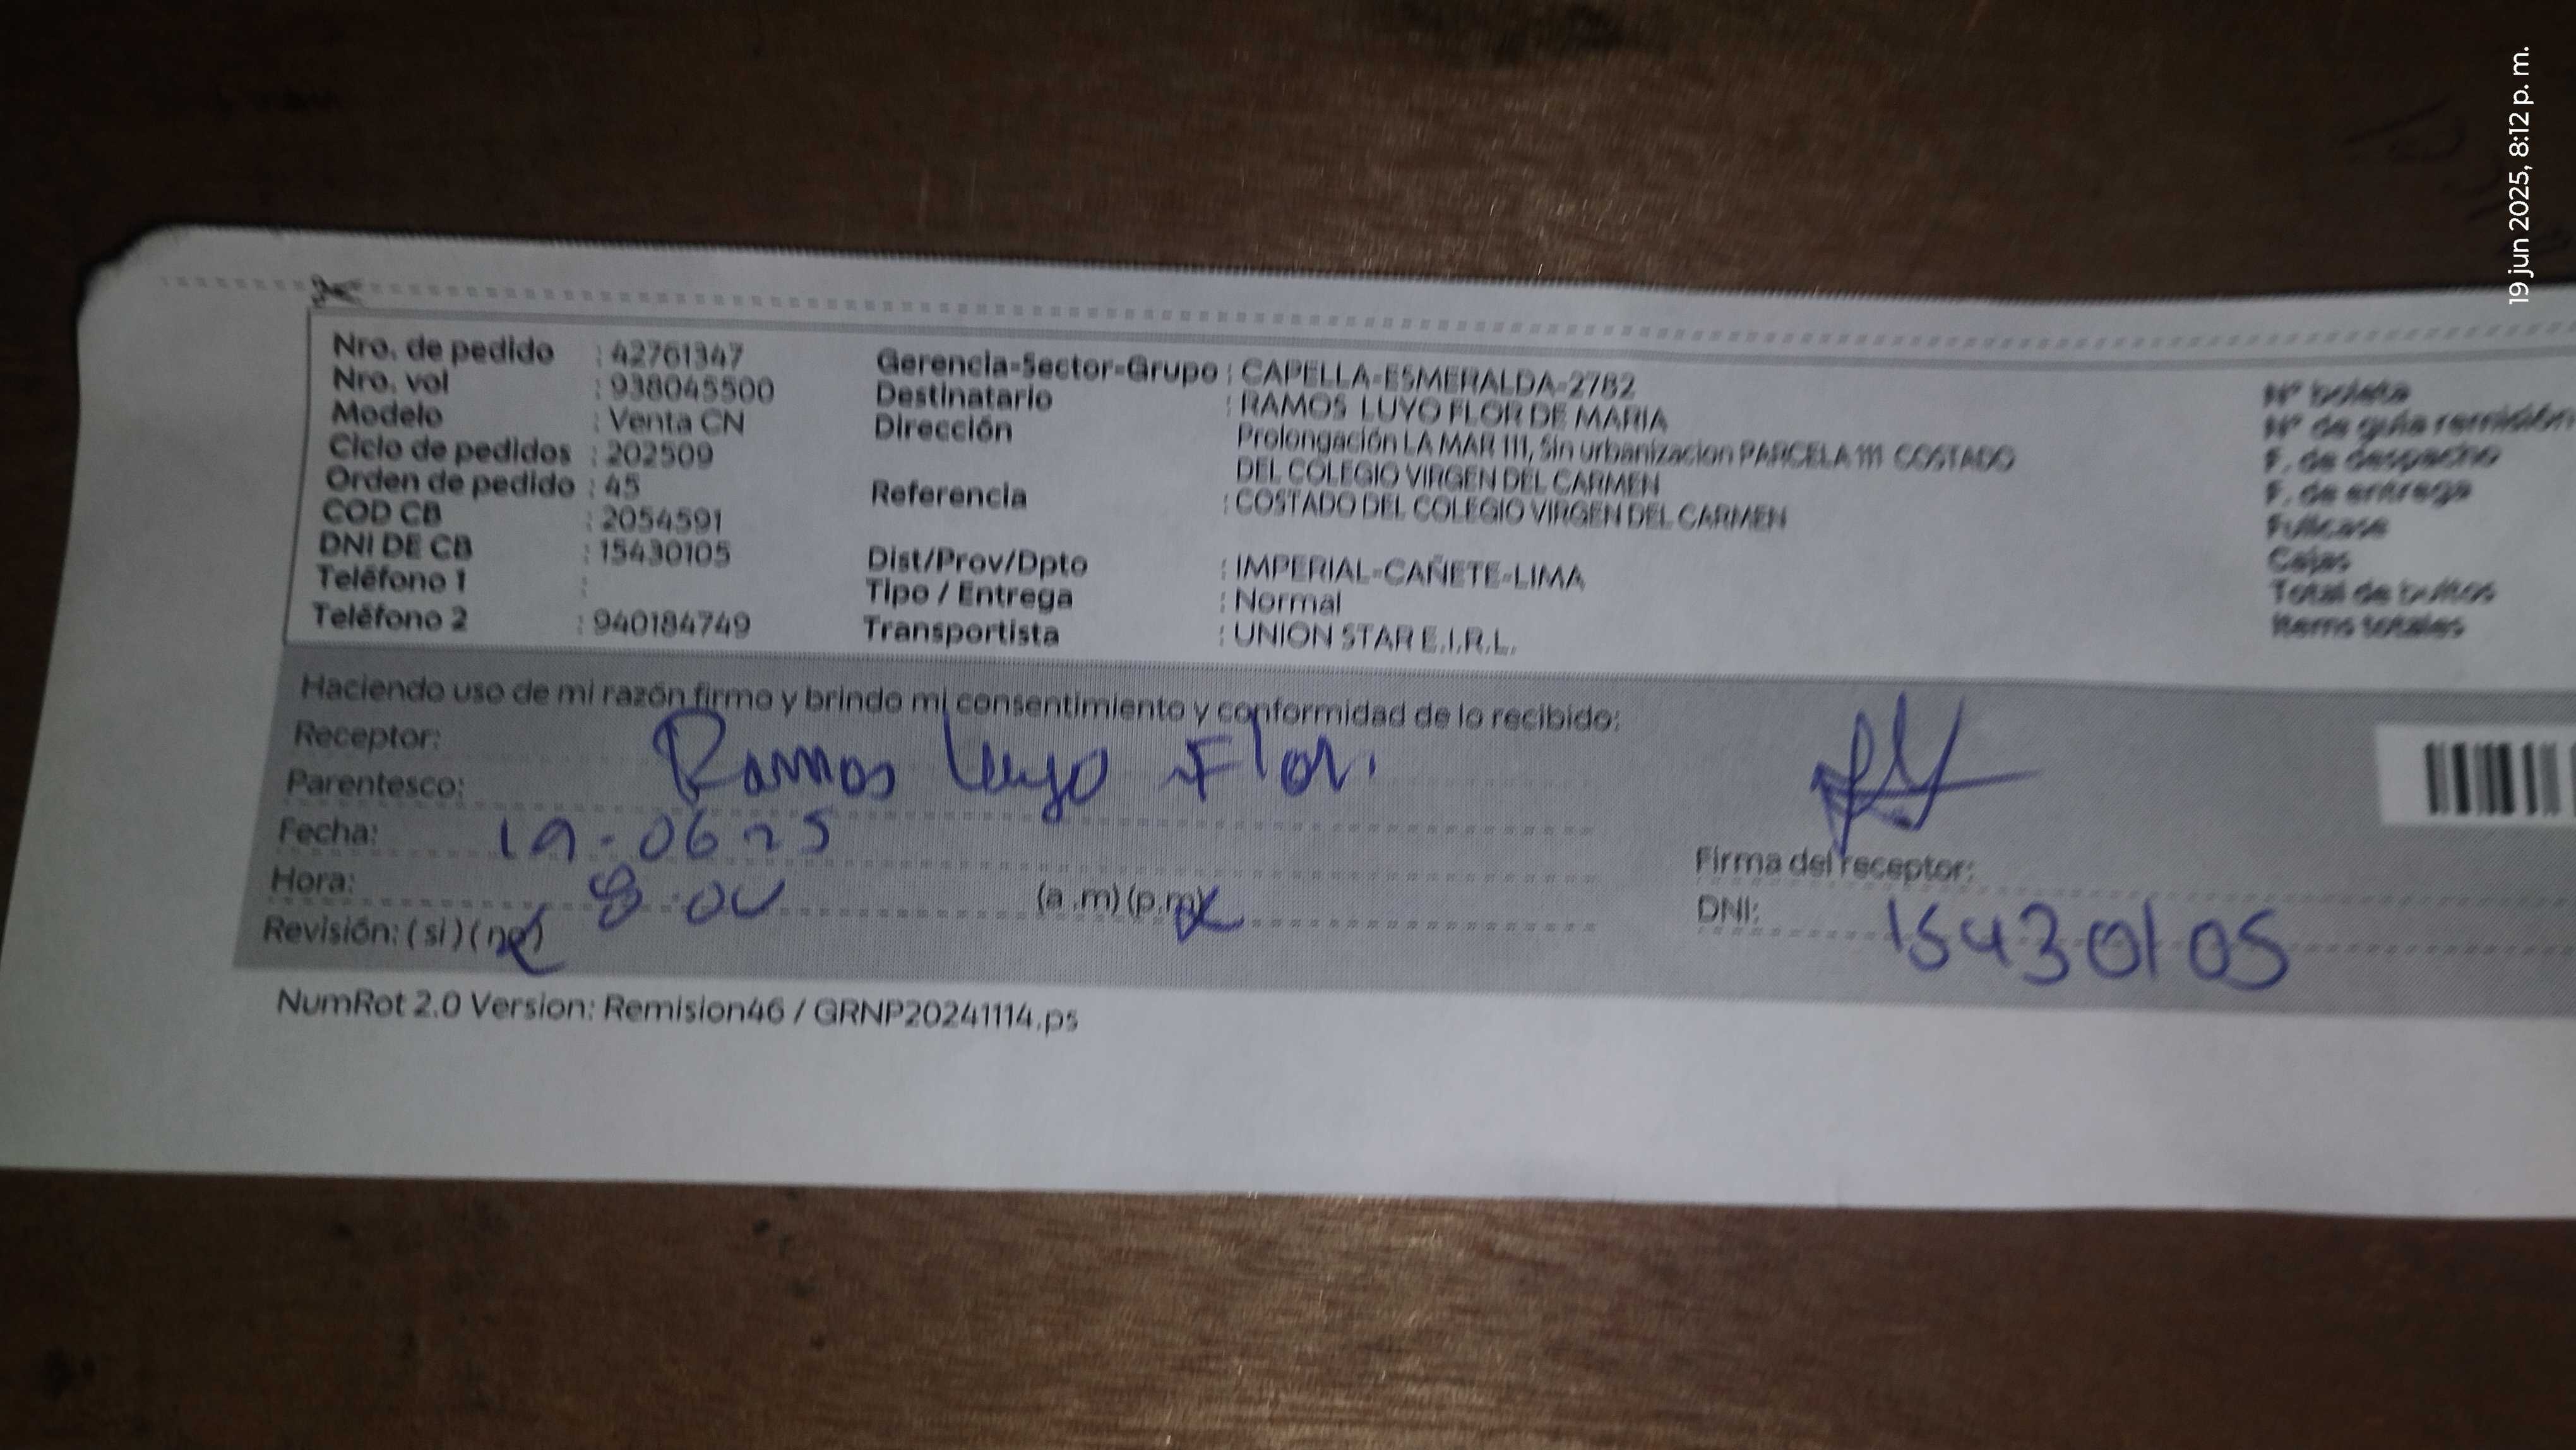 19 jun 2025, 8:12 p. m.
Nro. de pedido : 42761347
Nro. vol : 938045500
Modelo : Venta CN
Ciclo de pedidos : 202509
Orden de pedido : 45
COD CB : 2054591
DNI DE CB : 15430105
Teléfono 1 :
Teléfono 2 : 940184749
Gerencia-Sector-Grupo : CAPELLA-ESMERALDA-2782
Destinatario : RAMOS LUYO FLOR DE MARIA
Dirección : Prolongación LA MAR 111, Sin urbanizacion PARCELA 111 COSTADO
DEL COLEGIO VIRGEN DEL CARMEN
Referencia : COSTADO DEL COLEGIO VIRGEN DEL CARMEN
Dist/Prov/Dpto : IMPERIAL-CAÑETE-LIMA
Tipo / Entrega : Normal
Transportista : UNION STAR E.I.R.L.
Nº boleta
Nº de guía remisión
F. de despacho
F. de entrega
Fullcase
Cajas
Total de bultos
Items totales
Haciendo uso de mi razón firmo y brindo mi consentimiento y conformidad de lo recibido:
Receptor: Ramos Luyo Flor.
Parentesco:
Fecha: 19-06 25
Hora: 8:00 (a .m) (p.m)
Revisión: ( si ) ( no )
Firma del receptor:
DNI: 15430105
NumRot 2.0 Version: Remision46 / GRNP20241114.ps